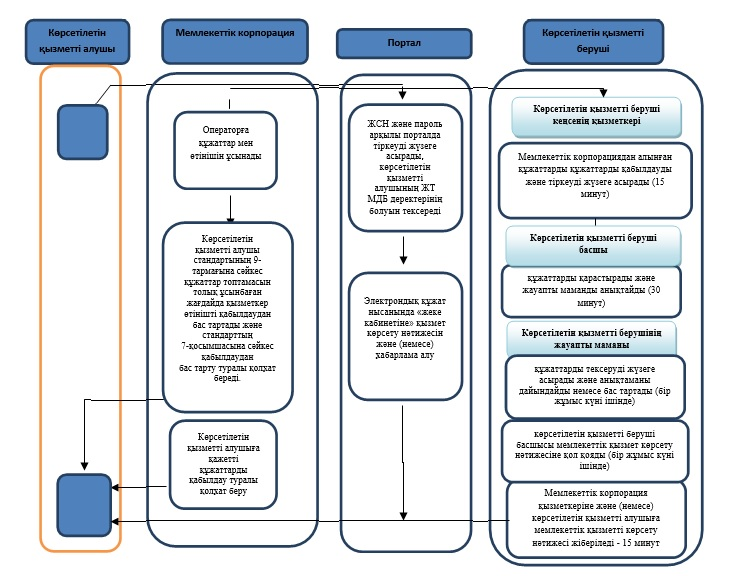 Көрсетілетін
қызметті алушы
Мемлекеттік корпорация
Портал
Көрсетілетін қызметті
беруші
Операторға
құжаттар мен
өтінішін ұсынады
Көрсетілетін
қызметті алушы
стандартының 9-
тармағына сәйкес
құжаттар топтамасын
толық ұсынбаған
жағдайда қызметкер
өтінішті қабылдаудан
бас тартады және
стандарттың
7-қосымшасына сәйкес
қабылдаудан
бас тарту туралы қолхат
береді.
Көрсетілетін
қызметті алушыға
қажетті
құжаттарды
қабылдау туралы
қолхат беру
ЖСН және пароль
арқылы порталда
тіркеуді жүзеге
асырады,
көрсетілетін
қызметті
алушының ЖТ
МДБ деректерінің
болуын тексереді
Электрондық құжат
нысанында «жеке
кабинетіне» қызмет
көрсету нәтижесін
және (немесе)
хабарлама алу
Көрсетілетін қызметті беруші
кеңсенің қызметкері
Мемлекеттік корпорациядан алынған
құжаттарды құжаттарды қабылдауды
және тіркеуді жүзеге асырады (15
минут)
Көрсетілетін қызметті беруші
басшы
құжаттарды қарастырады және
жауапты маманды анықтайды (30
минут)
Көрсетілетін қызметті берушінің
жауапты маманы
құжаттарды тексеруді жүзеге
асырады және анықтаманы
дайындайды немесе бас тартады (бір
жұмыс күні ішінде)
көрсетілетін қызметті беруші
басшысы мемлекеттік қызмет көрсету
нәтижесіне қол қояды (бір жұмыс күні
ішінде)
Мемлекеттік корпорация
қызметкеріне және (немесе)
көрсетілетін қызметті алушыға
мемлекеттік қызметті көрсету
нәтижесі жіберіледі - 15 минут